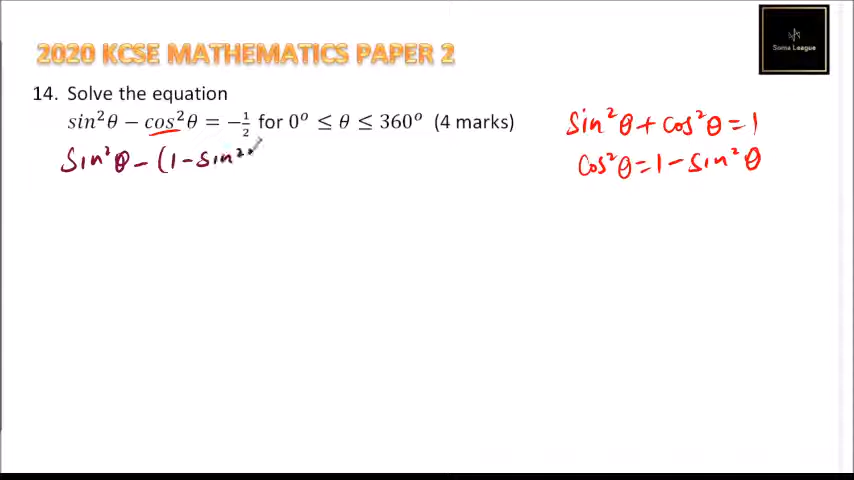 2020 KCSE MATHEMATICS PAPER 2
Soma League
14. Solve the equation
sin²θ − cos²θ = −1/2 for 0° ≤ θ ≤ 360° (4 marks)
Sin²θ − (1 − Sin²
Sin²θ + Cos²θ = 1
Cos²θ = 1 − Sin²θ